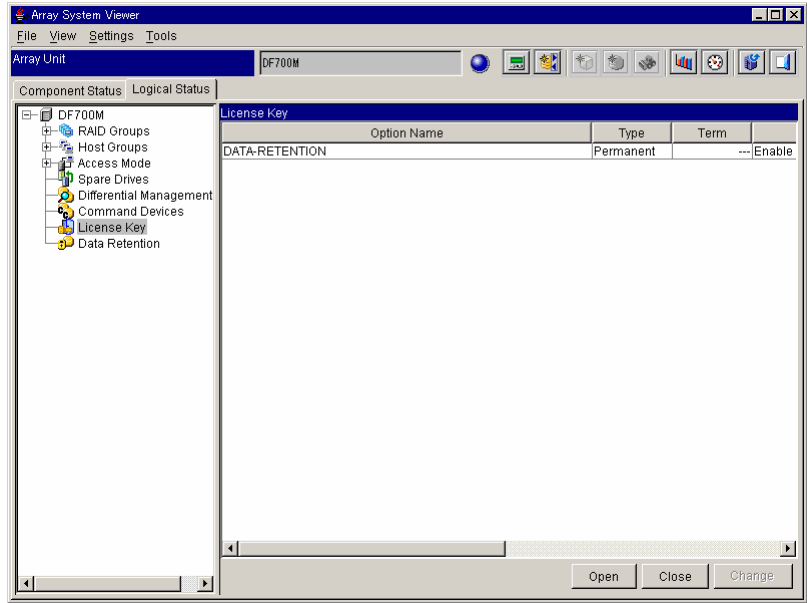 Array System Viewer
File View Settings Tools
Array Unit DF700M
Component Status Logical Status
DF700M
RAID Groups
Host Groups
Access Mode
Spare Drives
Differential Management
Command Devices
License Key
Data Retention
License Key
Option Name Type Term
DATA-RETENTION Permanent --- Enable
Open Close Change